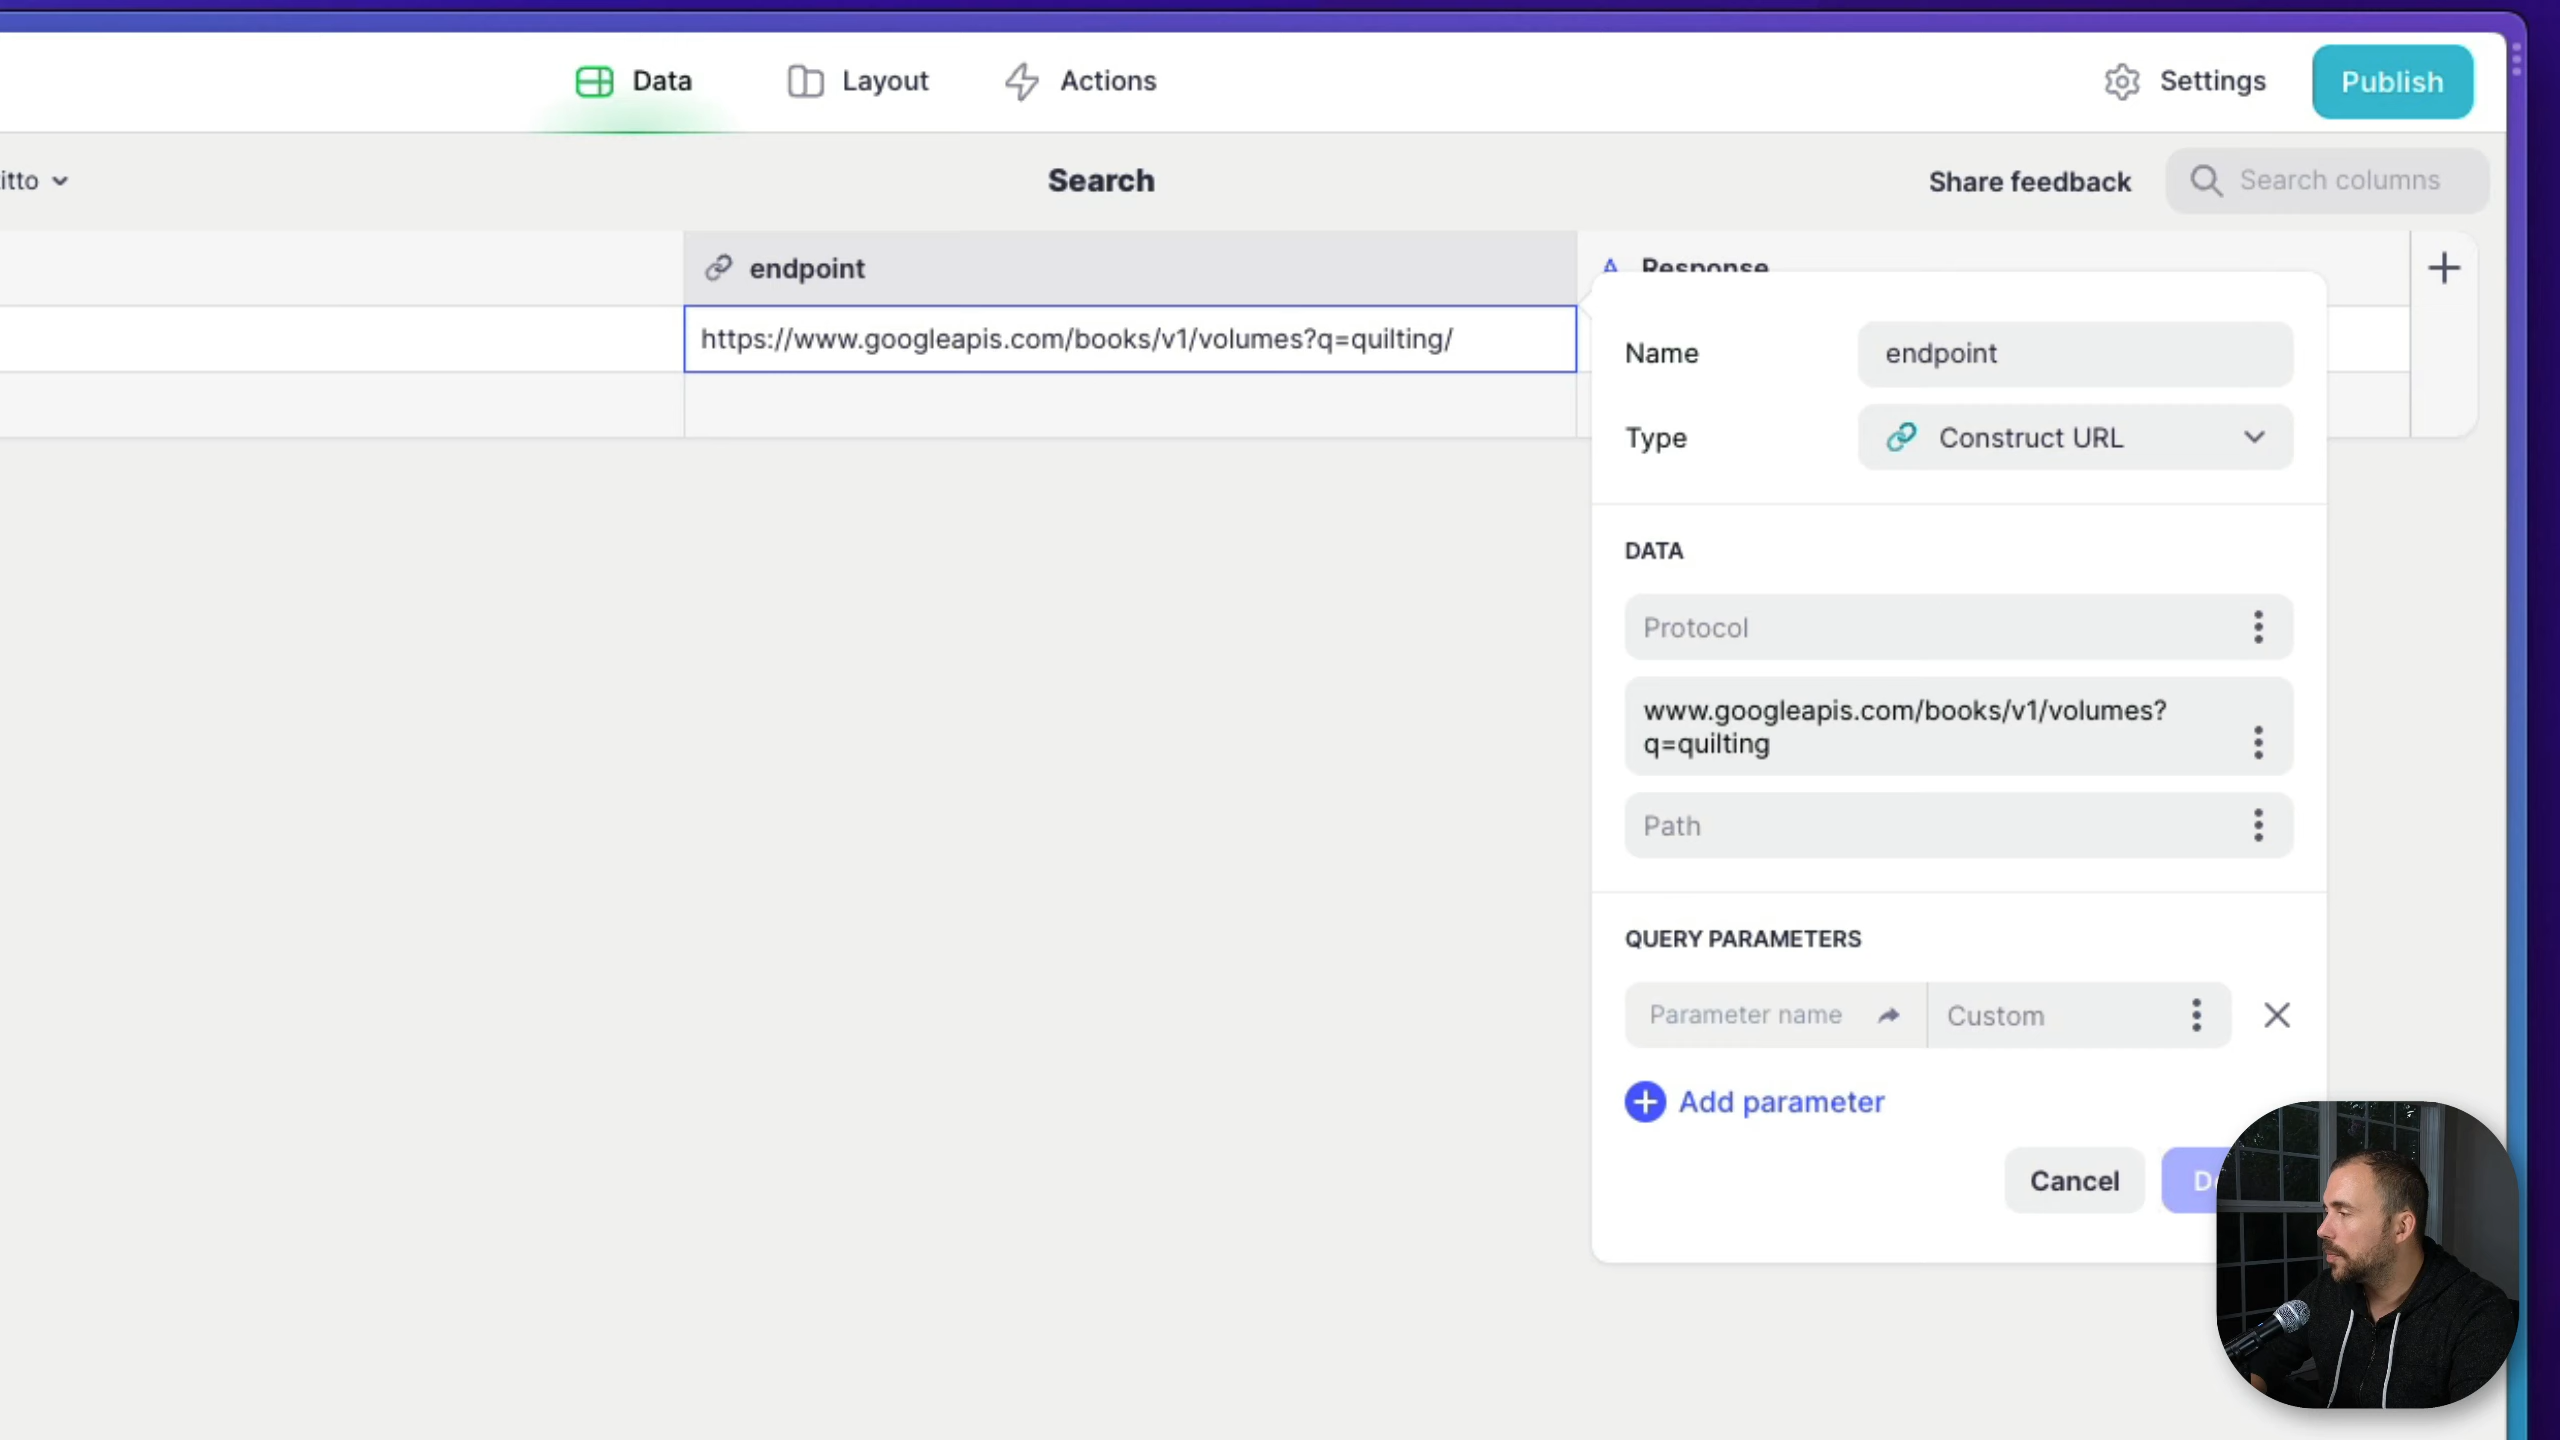 Data
Layout
Actions
Settings
Publish
itto
Search
Share feedback
Search columns
endpoint
Response
https://www.googleapis.com/books/v1/volumes?q=quilting/
Name
endpoint
Type
Construct URL
DATA
Protocol
www.googleapis.com/books/v1/volumes?
q=quilting
Path
QUERY PARAMETERS
Parameter name
Custom
Add parameter
Cancel